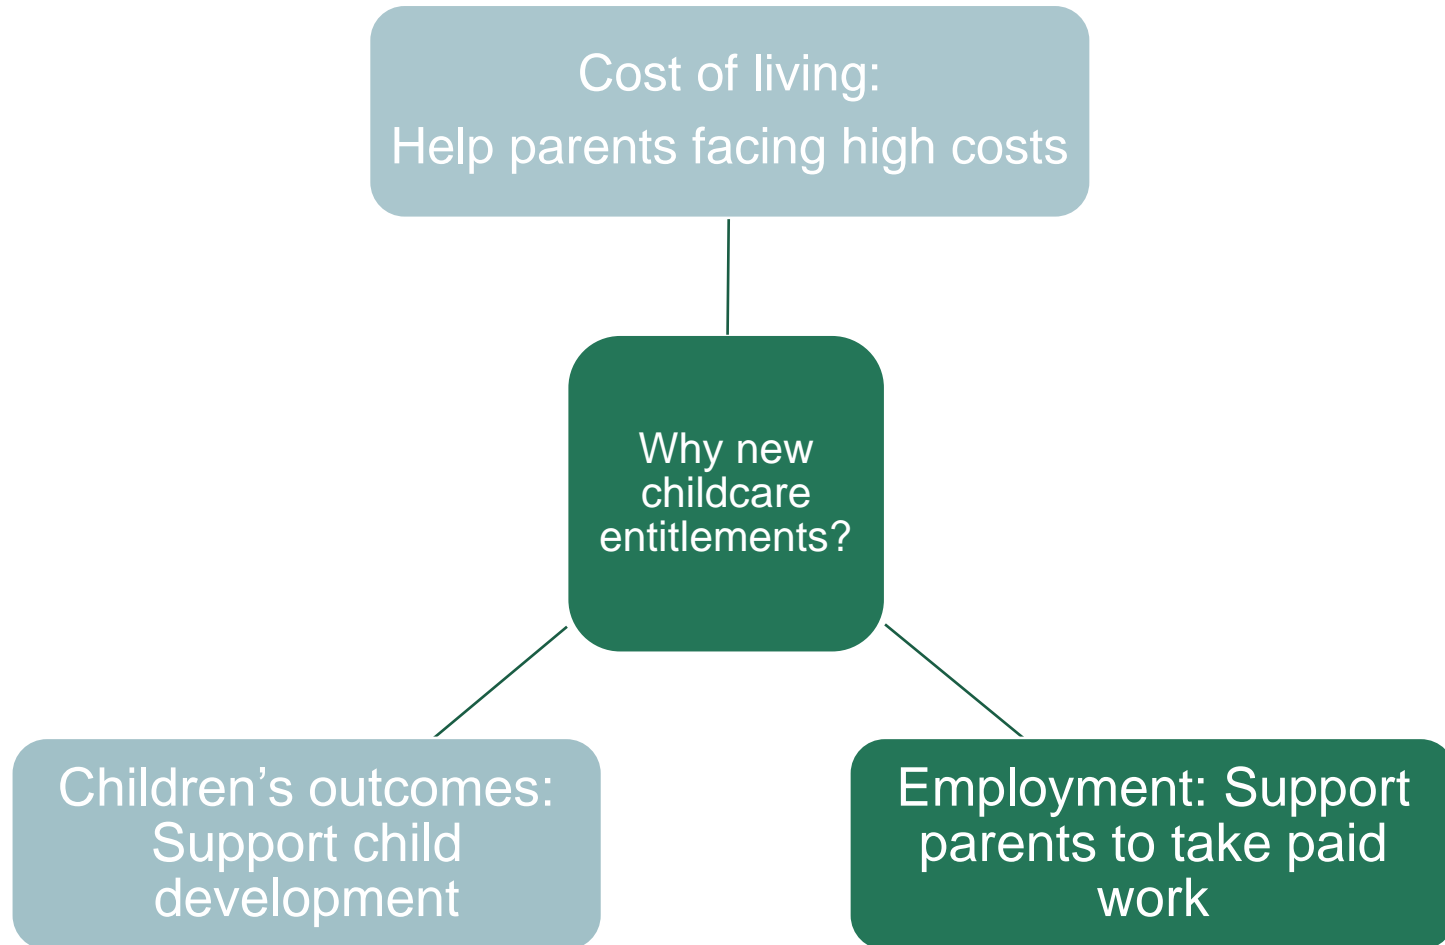 Cost of living:
Help parents facing high costs
Why new
childcare
entitlements?
Children’s outcomes:
Support child
development
Employment: Support
parents to take paid
work